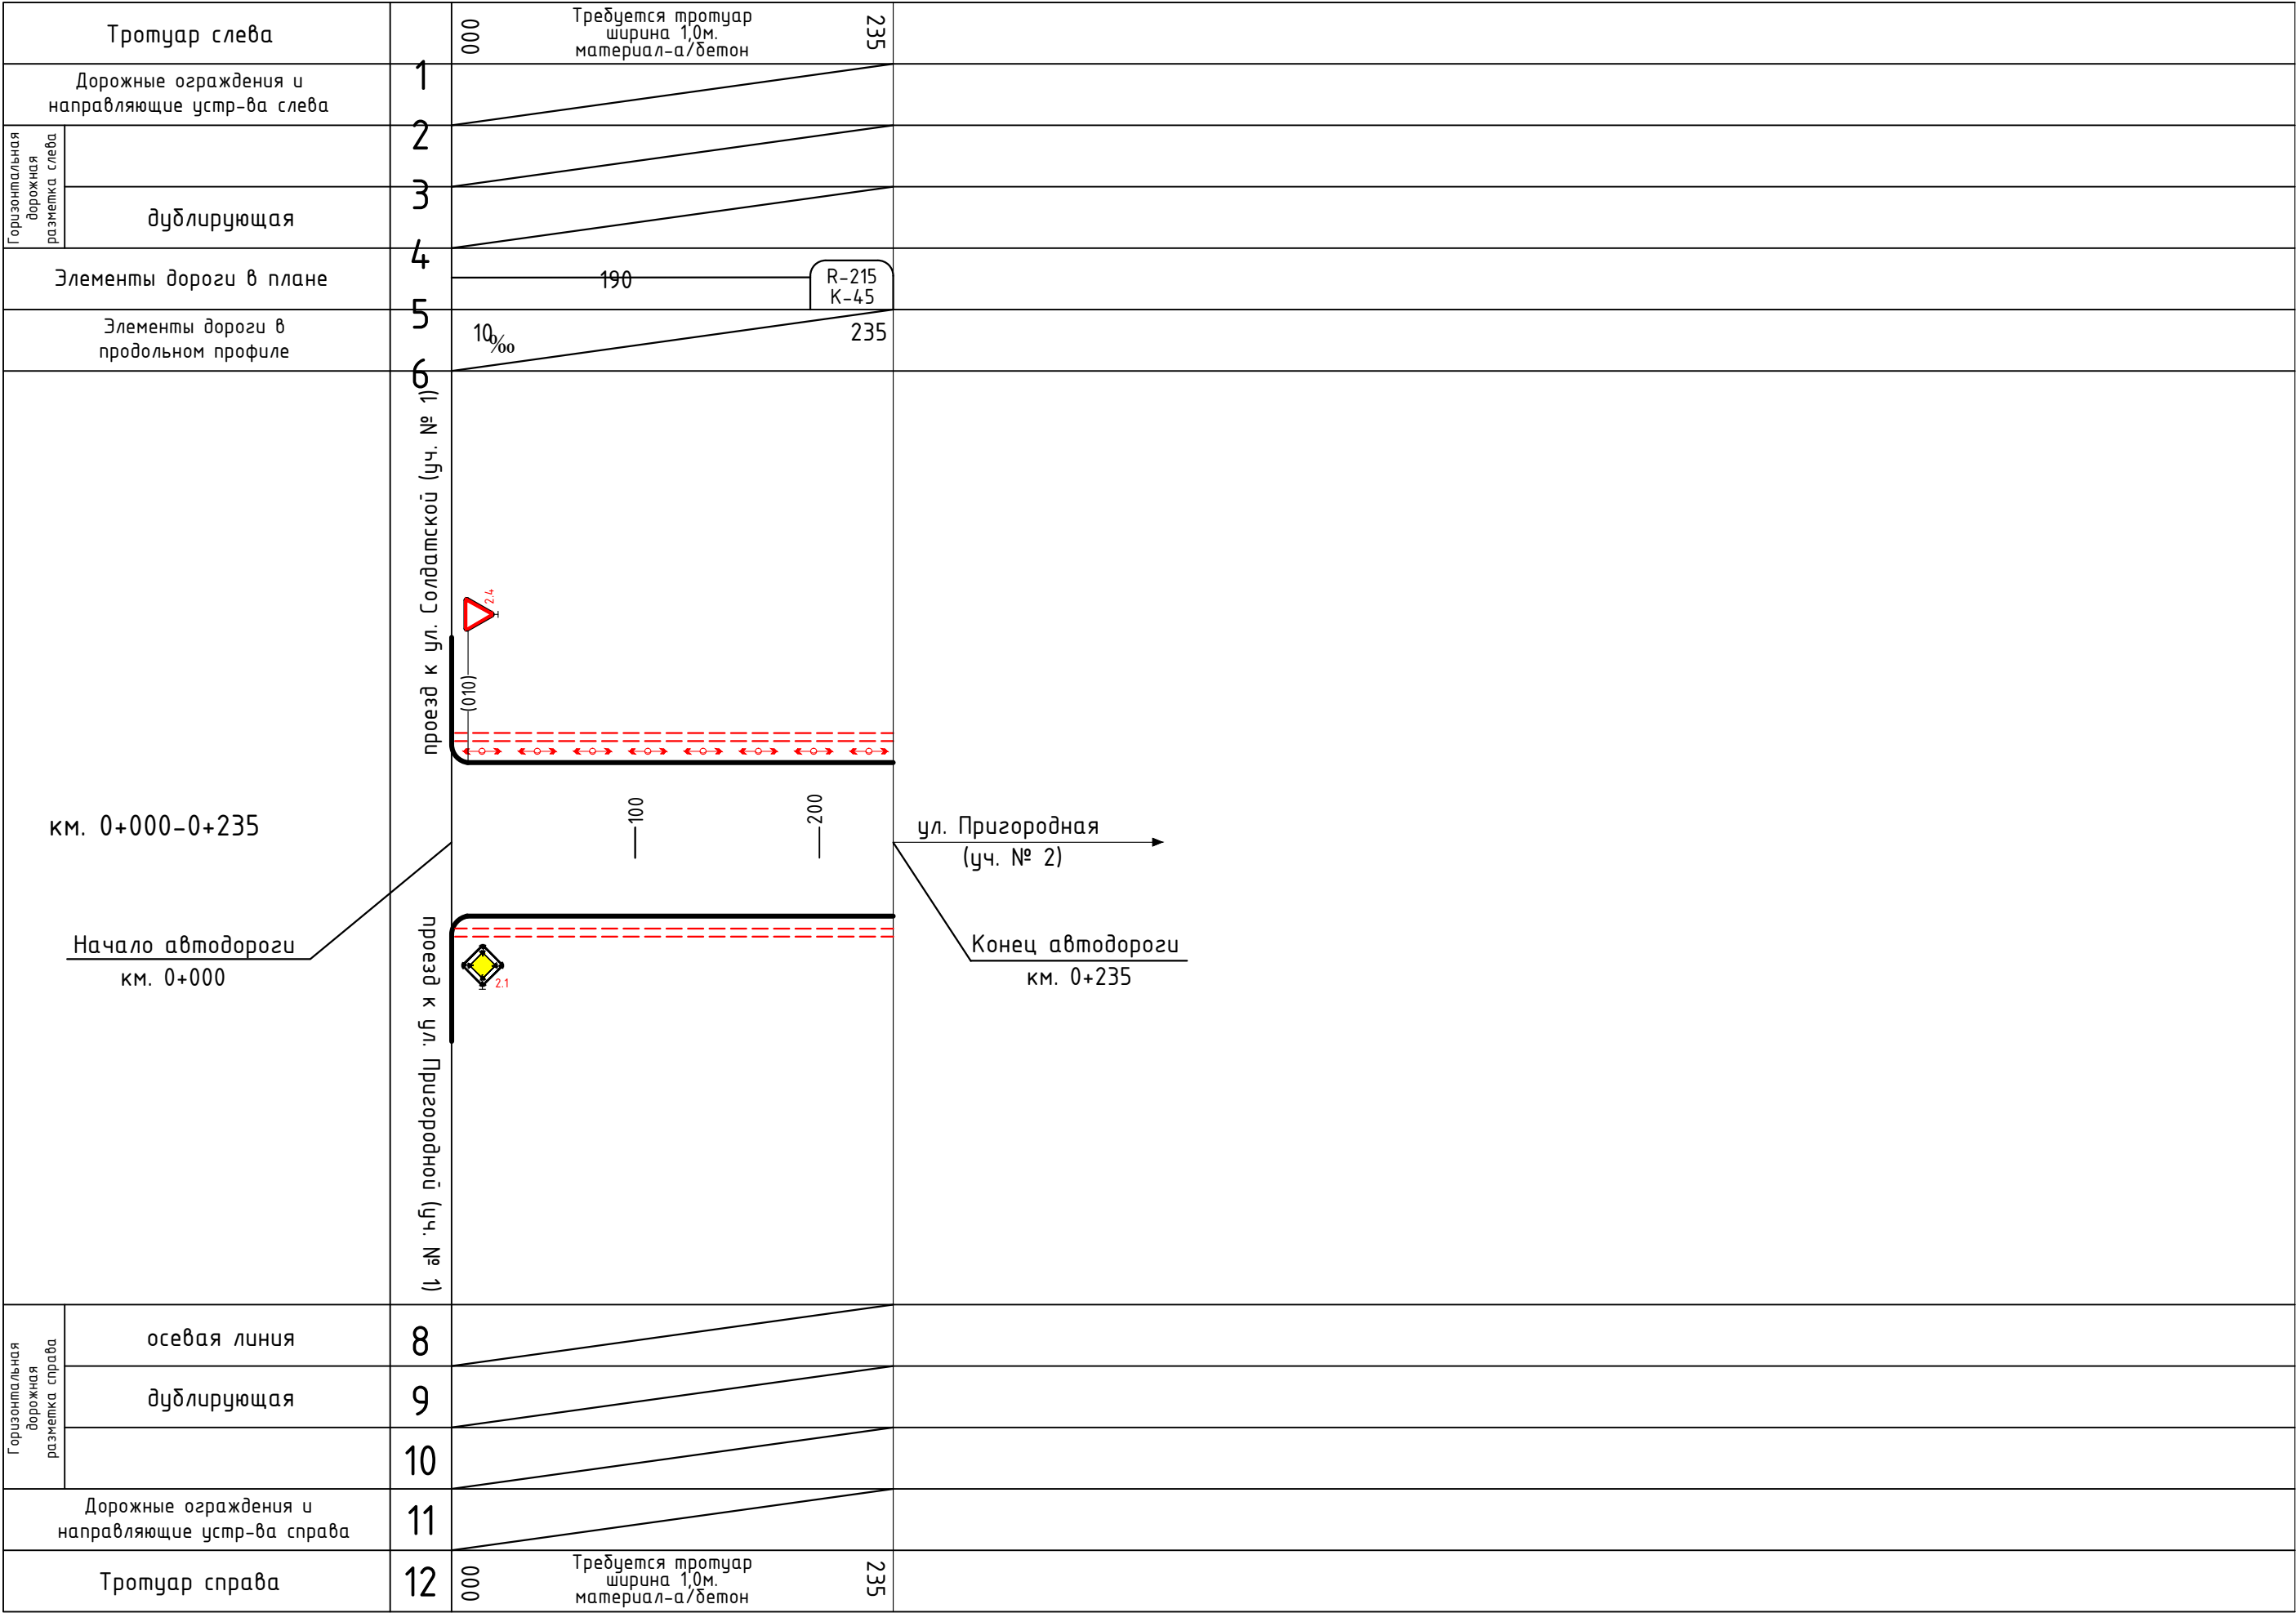 Тротуар слева
000
Требуется тротуар
ширина 1,0м.
материал-а/бетон
235
1
Дорожные ограждения и
направляющие устр-ва слева
2
Горизонтальная
дорожная
разметка слева
3
дублирующая
4
Элементы дороги в плане
190
R-215
K-45
5
Элементы дороги в
продольном профиле
10‰
235
6
проезд к ул. Солдатской (уч. № 1)
2.4
(010)
км. 0+000-0+235
100
200
ул. Пригородная
(уч. № 2)
Начало автодороги
км. 0+000
Конец автодороги
км. 0+235
2.1
проезд к ул. Пригородной (уч. № 1)
Горизонтальная
дорожная
разметка справа
осевая линия
8
дублирующая
9
10
Дорожные ограждения и
направляющие устр-ва справа
11
Тротуар справа
12
000
Требуется тротуар
ширина 1,0м.
материал-а/бетон
235